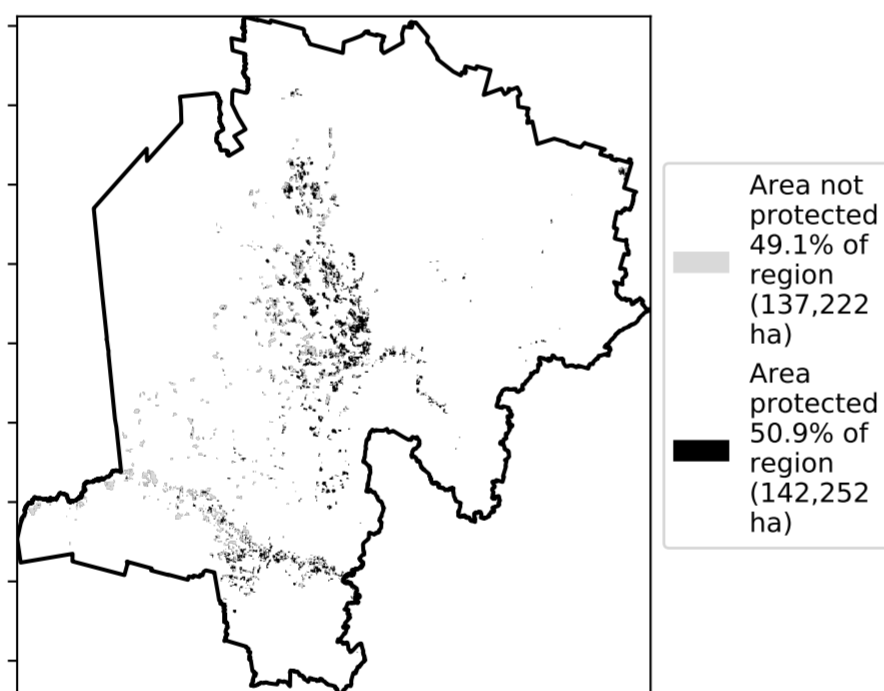 Area not
protected
49.1% of
region
(137,222
ha)
Area
protected
50.9% of
region
(142,252
ha)